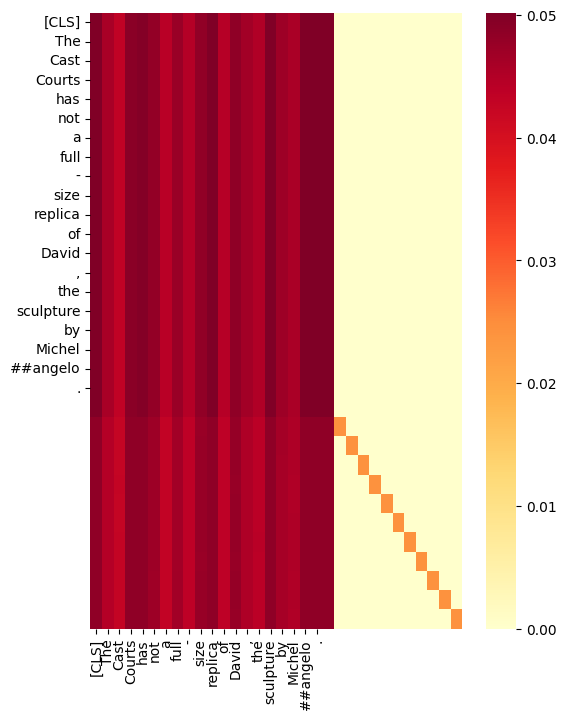 [CLS]
The
Cast
Courts
has
not
a
full
-
size
replica
of
David
,
the
sculpture
by
Michel
##angelo
.
0.05
0.04
0.03
0.02
0.01
0.00
[CLS] The Cast Courts has not a full - size replica of David , the sculpture by Michel ##angelo .